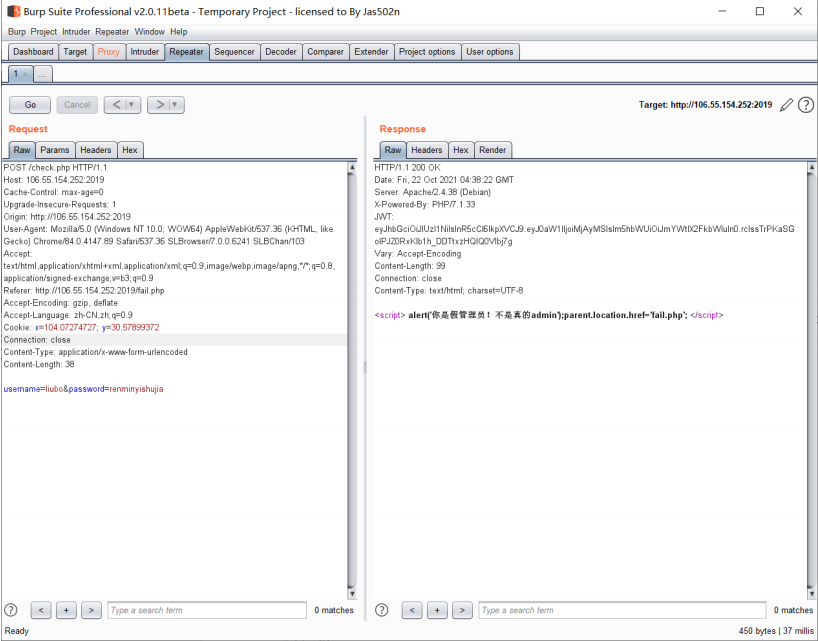 Burp Suite Professional v2.0.11beta - Temporary Project - licensed to By Jas502n
Burp Project Intruder Repeater Window Help
Dashboard Target Proxy Intruder Repeater Sequencer Decoder Comparer Extender Project options User options
1 × ...
Go Cancel < > Target: http://106.55.154.252:2019 ?
Request
Raw Params Headers Hex
POST /check.php HTTP/1.1
Host: 106.55.154.252:2019
Cache-Control: max-age=0
Upgrade-Insecure-Requests: 1
Origin: http://106.55.154.252:2019
User-Agent: Mozilla/5.0 (Windows NT 10.0; WOW64) AppleWebKit/537.36 (KHTML, like
Gecko) Chrome/84.0.4147.89 Safari/537.36 SLBrowser/7.0.0.6241 SLBChan/103
Accept:
text/html,application/xhtml+xml,application/xml;q=0.9,image/webp,image/apng,*/*;q=0.8,
application/signed-exchange;v=b3;q=0.9
Referer: http://106.55.154.252:2019/fail.php
Accept-Encoding: gzip, deflate
Accept-Language: zh-CN,zh;q=0.9
Cookie: x=104.07274727; y=30.57899372
Connection: close
Content-Type: application/x-www-form-urlencoded
Content-Length: 38
username=liubo&password=renminyishujia
? < + > Type a search term 0 matches
Response
Raw Headers Hex Render
HTTP/1.1 200 OK
Date: Fri, 22 Oct 2021 04:38:22 GMT
Server: Apache/2.4.38 (Debian)
X-Powered-By: PHP/7.1.33
JWT:
Vary: Accept-Encoding
Content-Length: 99
Connection: close
Content-Type: text/html; charset=UTF-8
<script> alert('你是假管理员！不是真的admin');parent.location.href='fail.php'; </script>
? < + > Type a search term 0 matches
Ready 450 bytes | 37 millis